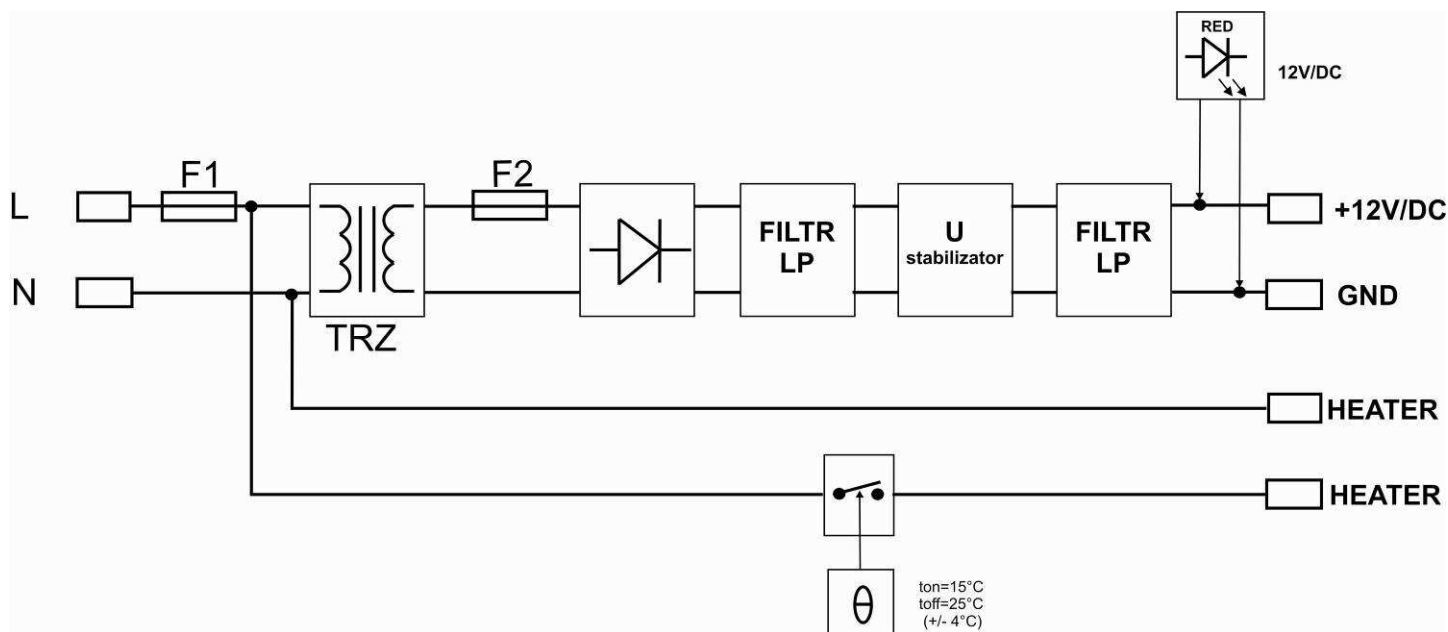 RED
12V/DC
F1
F2
L
FILTR
LP
U
stabilizator
FILTR
LP
+12V/DC
N
GND
TRZ
HEATER
HEATER
θ
ton=15°C
toff=25°C
(+/- 4°C)